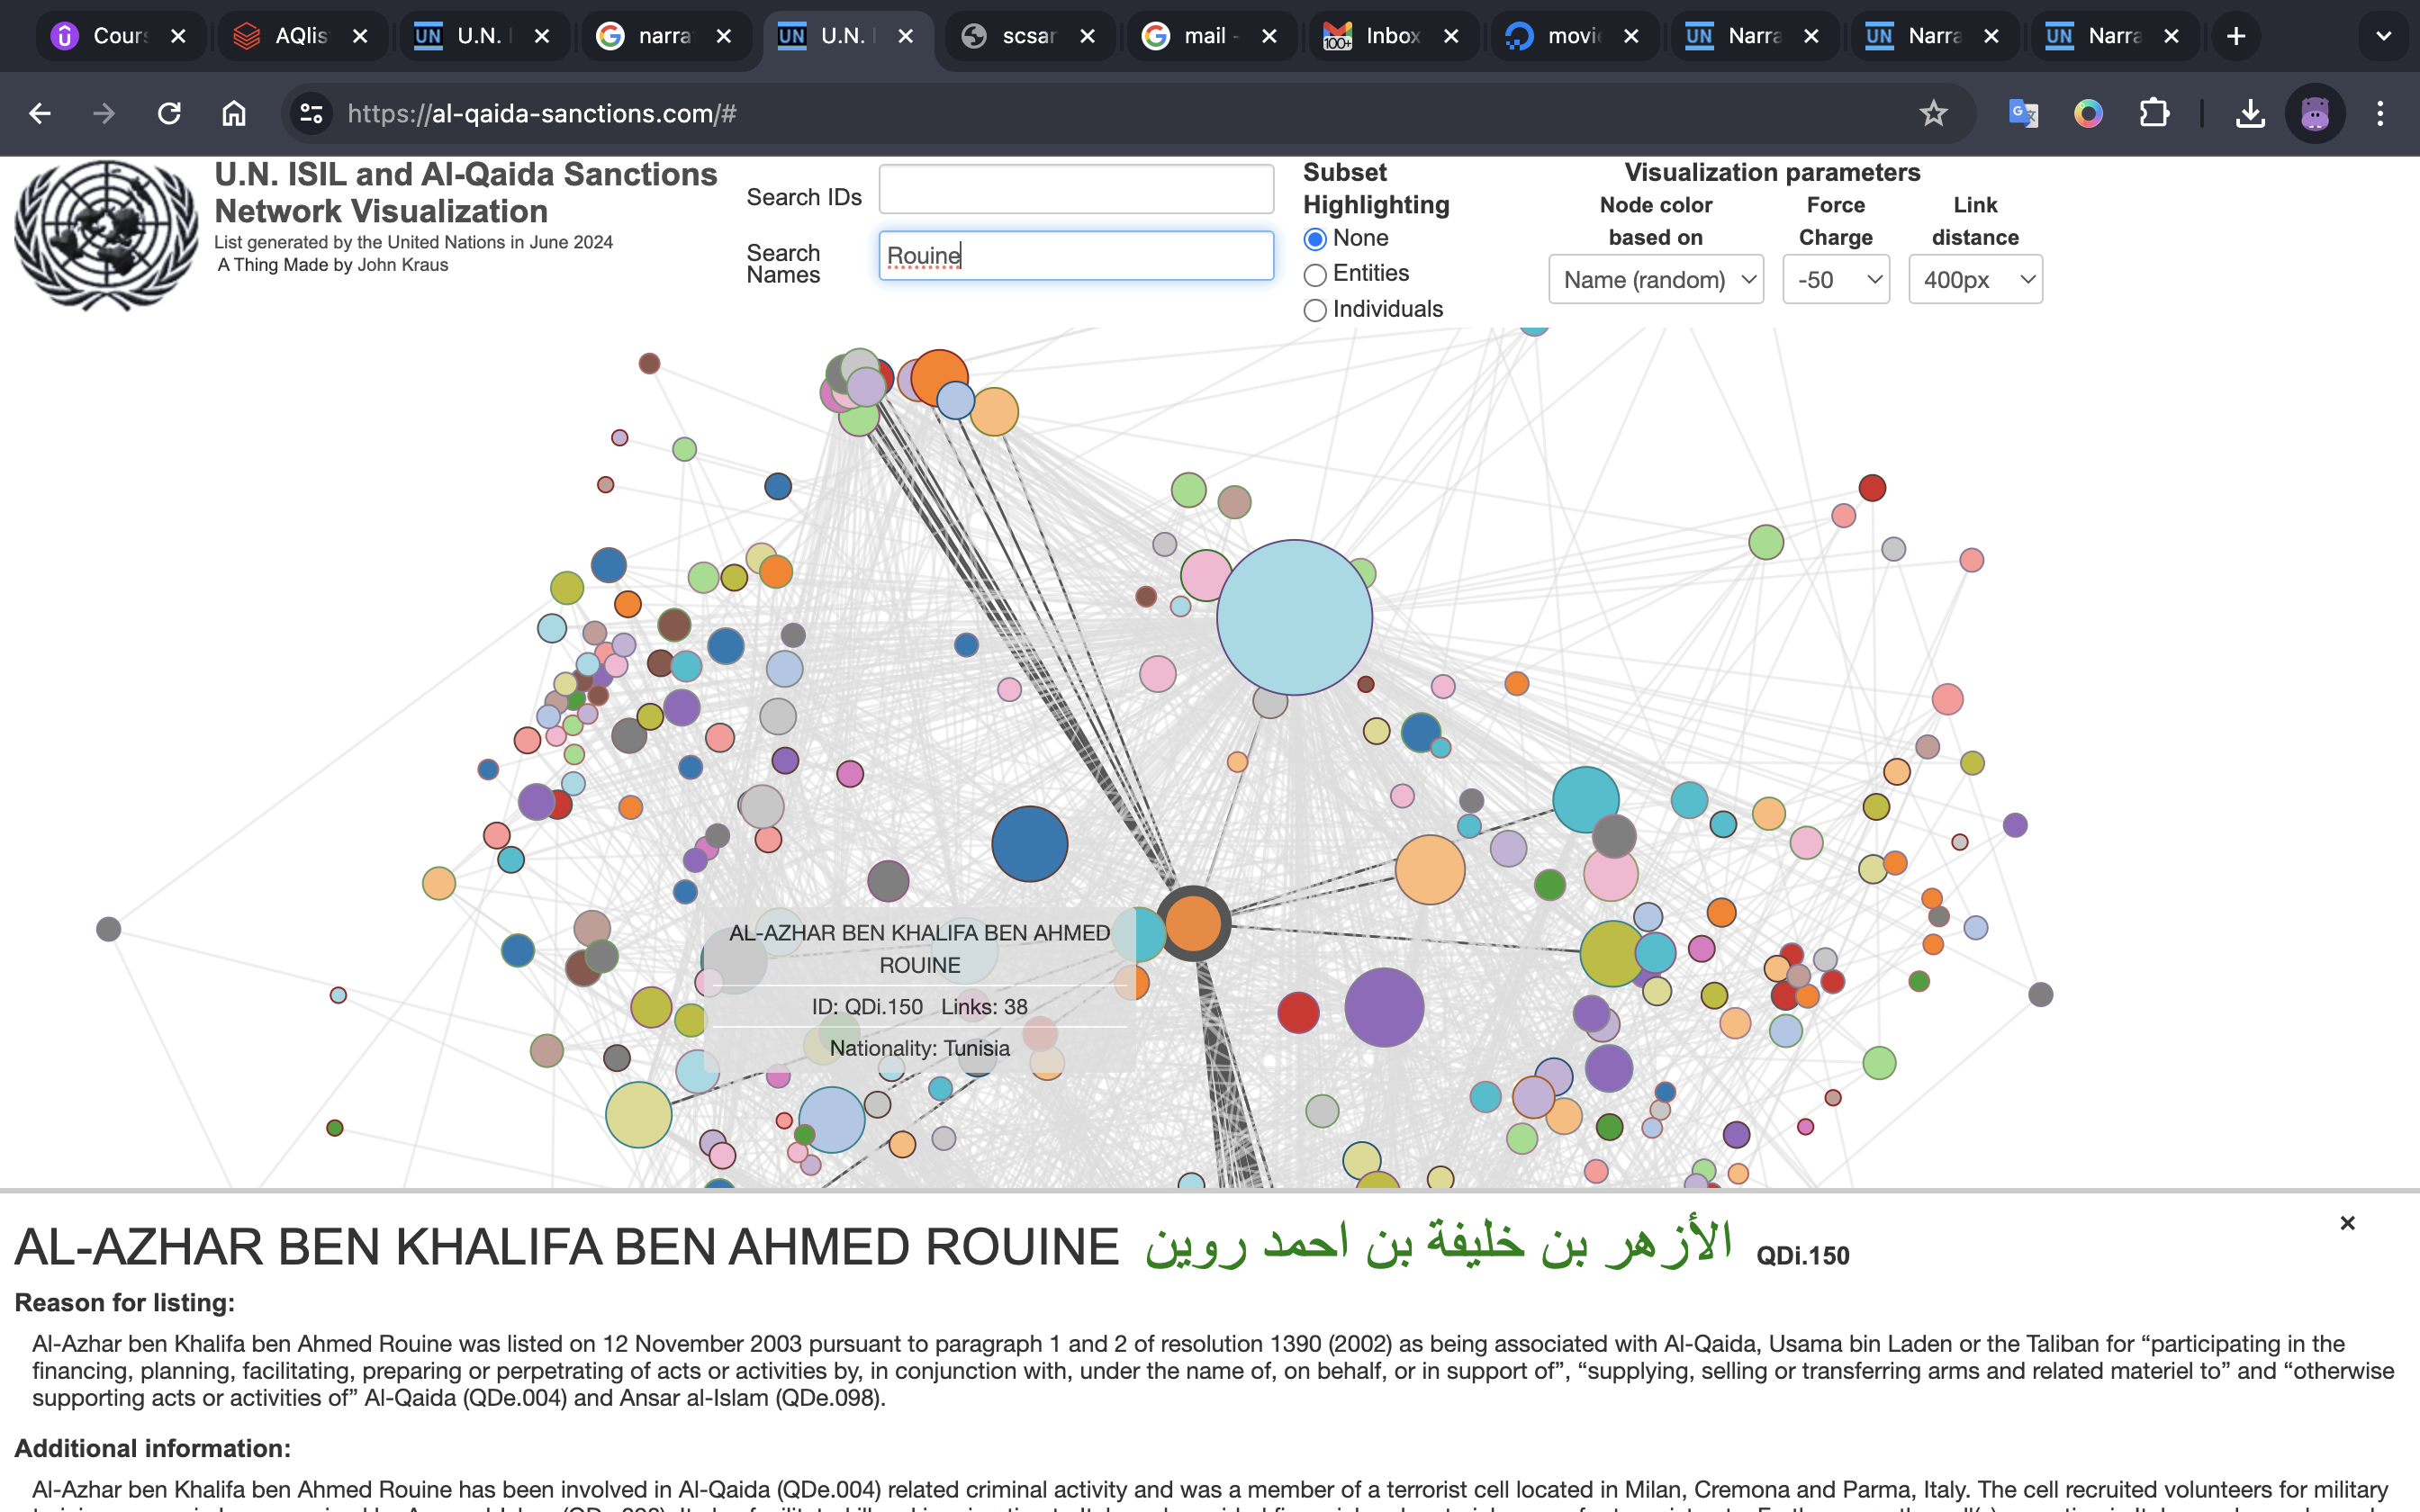 Cour
AQlis
U.N. I
narra
U.N. I
scsar
mail -
Inbox
100+
movi
Narra
Narra
Narra
https://al-qaida-sanctions.com/#
U.N. ISIL and Al-Qaida Sanctions
Network Visualization
List generated by the United Nations in June 2024
A Thing Made by John Kraus
Search IDs
Search
Names
Rouine
Subset
Highlighting
None
Entities
Individuals
Visualization parameters
Node color
based on
Force
Charge
Link
distance
Name (random)
-50
400px
AL-AZHAR BEN KHALIFA BEN AHMED
ROUINE
ID: QDi.150 Links: 38
Nationality: Tunisia
AL-AZHAR BEN KHALIFA BEN AHMED ROUINE الأزهر بن خليفة بن احمد روين QDi.150
Reason for listing:
Al-Azhar ben Khalifa ben Ahmed Rouine was listed on 12 November 2003 pursuant to paragraph 1 and 2 of resolution 1390 (2002) as being associated with Al-Qaida, Usama bin Laden or the Taliban for “participating in the
financing, planning, facilitating, preparing or perpetrating of acts or activities by, in conjunction with, under the name of, on behalf, or in support of”, “supplying, selling or transferring arms and related materiel to” and “otherwise
supporting acts or activities of” Al-Qaida (QDe.004) and Ansar al-Islam (QDe.098).
Additional information:
Al-Azhar ben Khalifa ben Ahmed Rouine has been involved in Al-Qaida (QDe.004) related criminal activity and was a member of a terrorist cell located in Milan, Cremona and Parma, Italy. The cell recruited volunteers for military